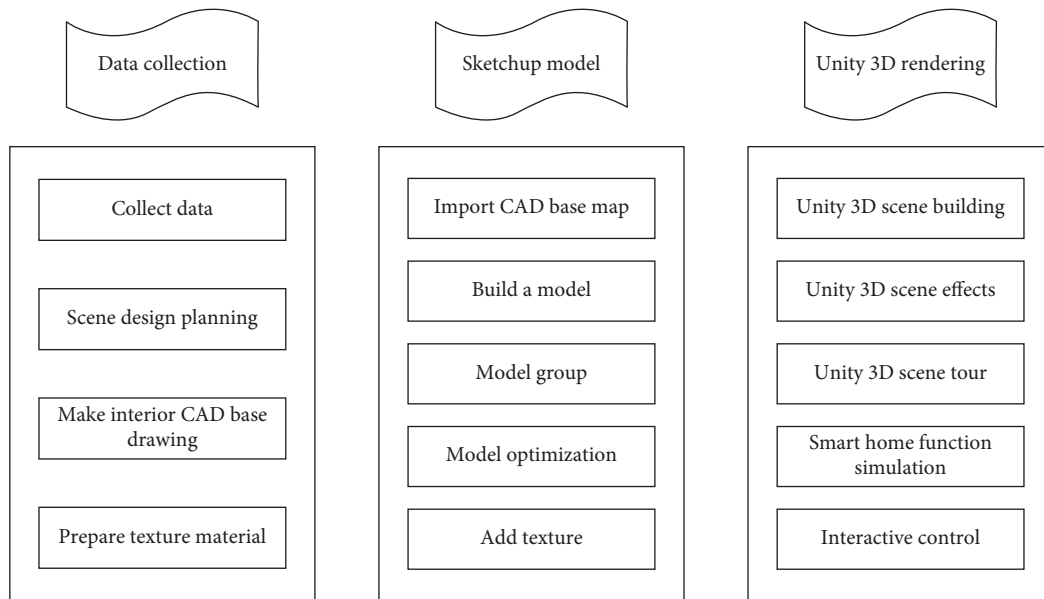 Data collection
Sketchup model
Unity 3D rendering
Collect data
Scene design planning
Make interior CAD base
drawing
Prepare texture material
Import CAD base map
Build a model
Model group
Model optimization
Add texture
Unity 3D scene building
Unity 3D scene effects
Unity 3D scene tour
Smart home function
simulation
Interactive control